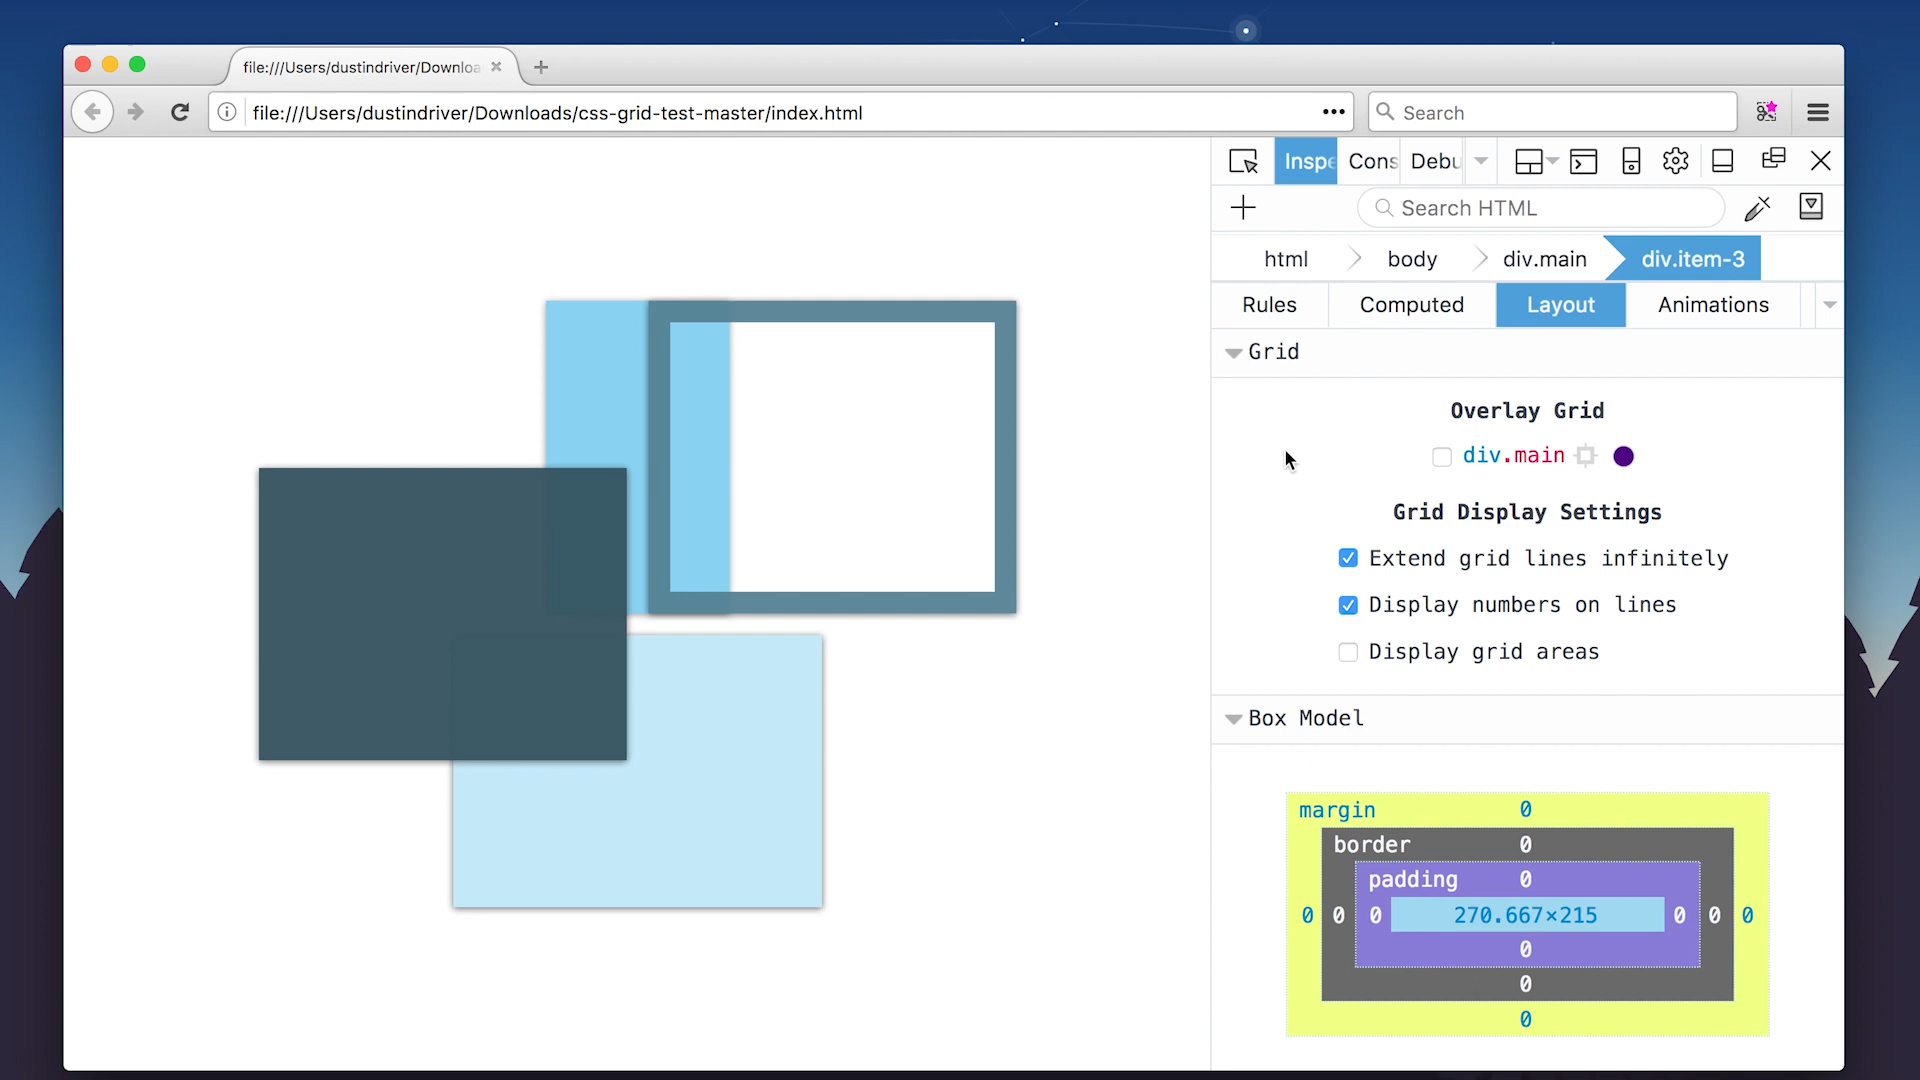 file:///Users/dustindriver/Downloa
file:///Users/dustindriver/Downloads/css-grid-test-master/index.html
Search
Inspe Cons Debu
Search HTML
html body div.main div.item-3
Rules Computed Layout Animations
Grid
Overlay Grid
div.main
Grid Display Settings
Extend grid lines infinitely
Display numbers on lines
Display grid areas
Box Model
margin 0
border 0
padding 0
0 0 0 270.667×215 0 0 0
0
0
0